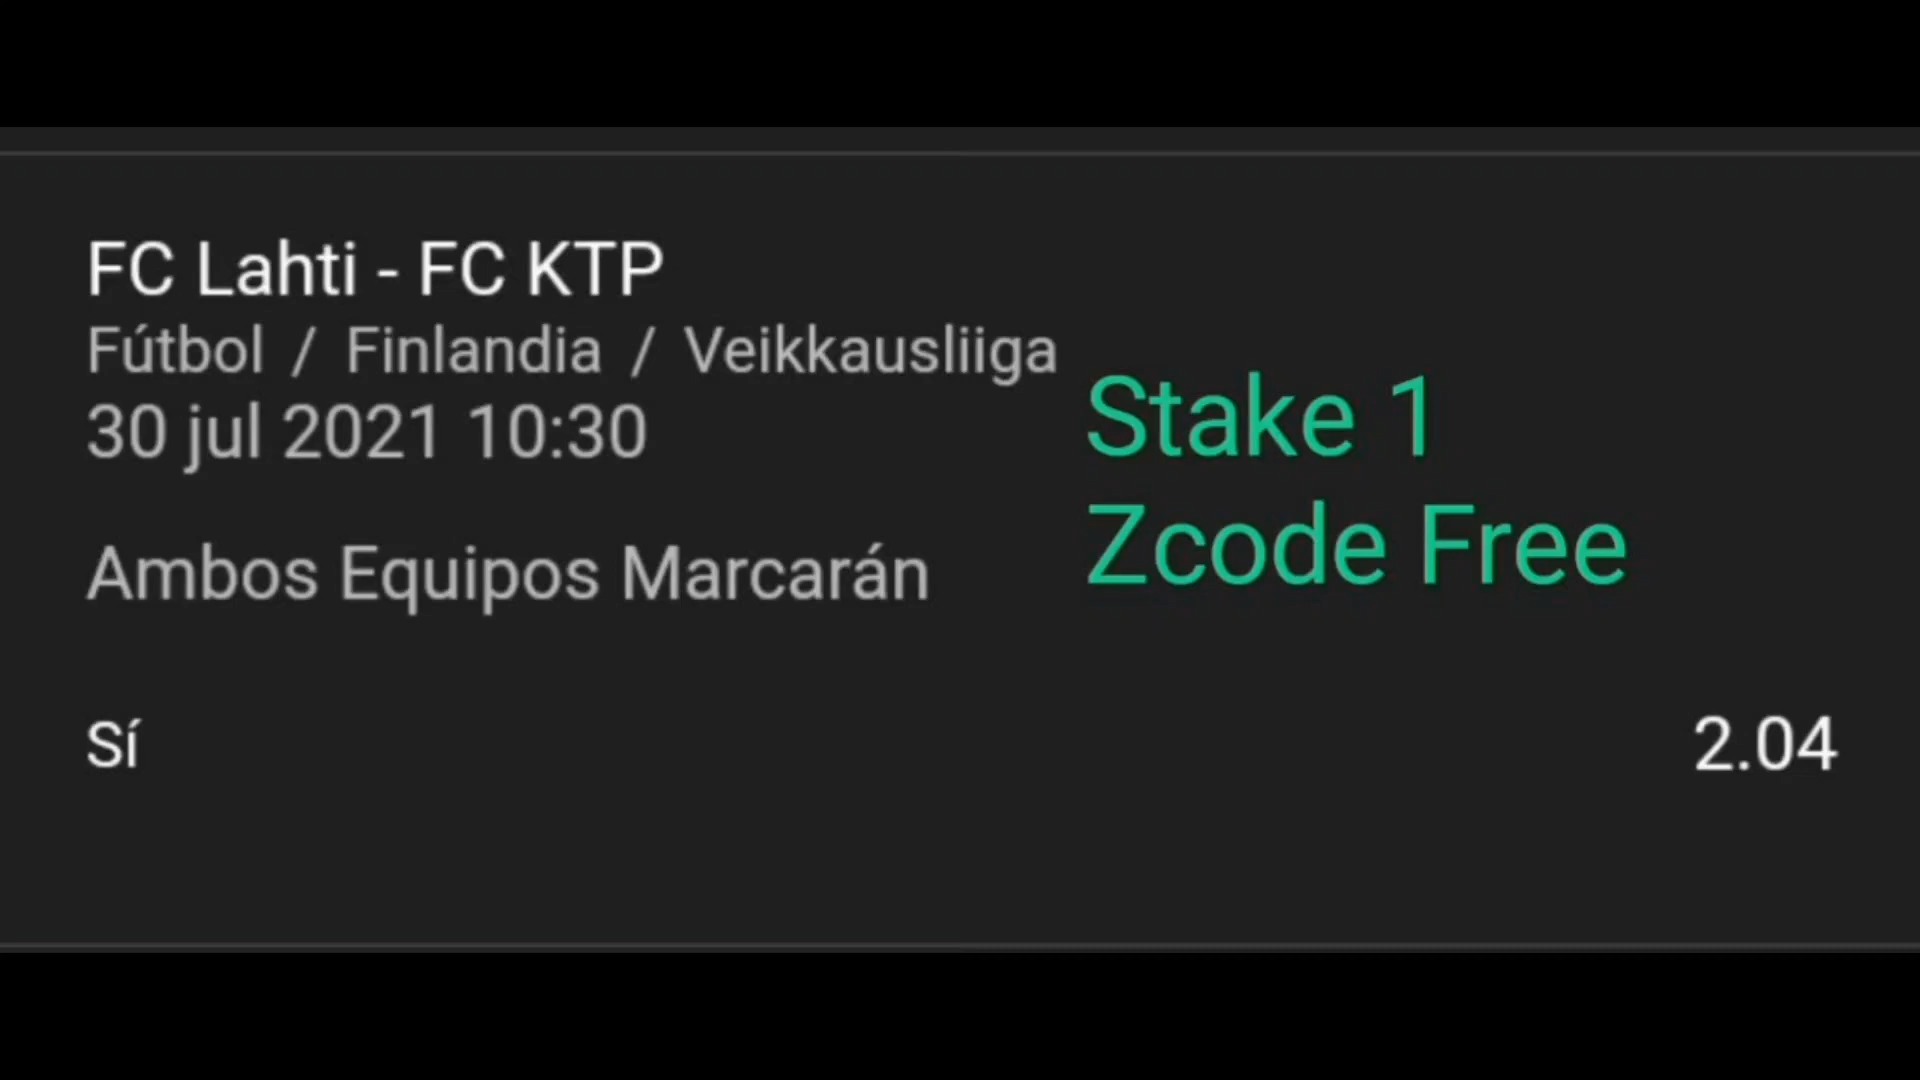 FC Lahti - FC KTP
Fútbol / Finlandia / Veikkausliiga
30 jul 2021 10:30
Stake 1
Zcode Free
Ambos Equipos Marcarán
Sí
2.04